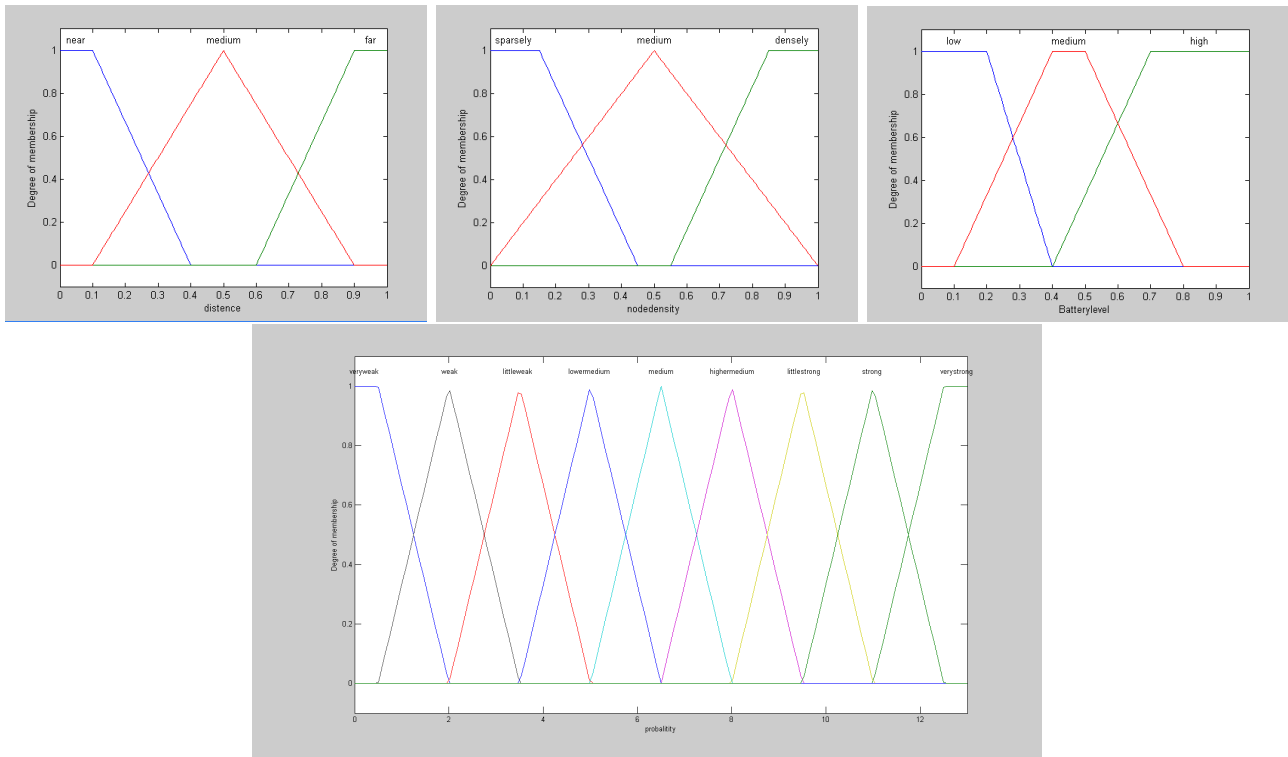 near medium far
Degree of membership
1
0.8
0.6
0.4
0.2
0
0 0.1 0.2 0.3 0.4 0.5 0.6 0.7 0.8 0.9 1
distence
sparsely medium densely
Degree of membership
1
0.8
0.6
0.4
0.2
0
0 0.1 0.2 0.3 0.4 0.5 0.6 0.7 0.8 0.9 1
nodedensity
low medium high
Degree of membership
1
0.8
0.6
0.4
0.2
0
0 0.1 0.2 0.3 0.4 0.5 0.6 0.7 0.8 0.9 1
Batterylevel
veryweak weak littleweak lowermedium medium highermedium littlestrong strong verystrong
Degree of membership
1
0.8
0.6
0.4
0.2
0
0 2 4 6 8 10 12
probalitity